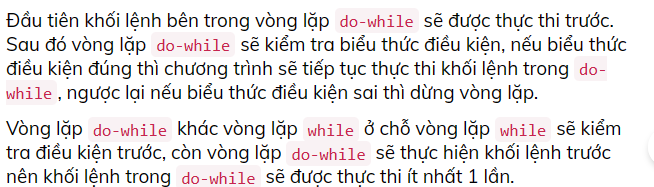 Đầu tiên khối lệnh bên trong vòng lặp do-while sẽ được thực thi trước.
Sau đó vòng lặp do-while sẽ kiểm tra biểu thức điều kiện, nếu biểu thức
điều kiện đúng thì chương trình sẽ tiếp tục thực thi khối lệnh trong do-
while , ngược lại nếu biểu thức điều kiện sai thì dừng vòng lặp.
Vòng lặp do-while khác vòng lặp while ở chỗ vòng lặp while sẽ kiểm
tra điều kiện trước, còn vòng lặp do-while sẽ thực hiện khối lệnh trước
nên khối lệnh trong do-while sẽ được thực thi ít nhất 1 lần.